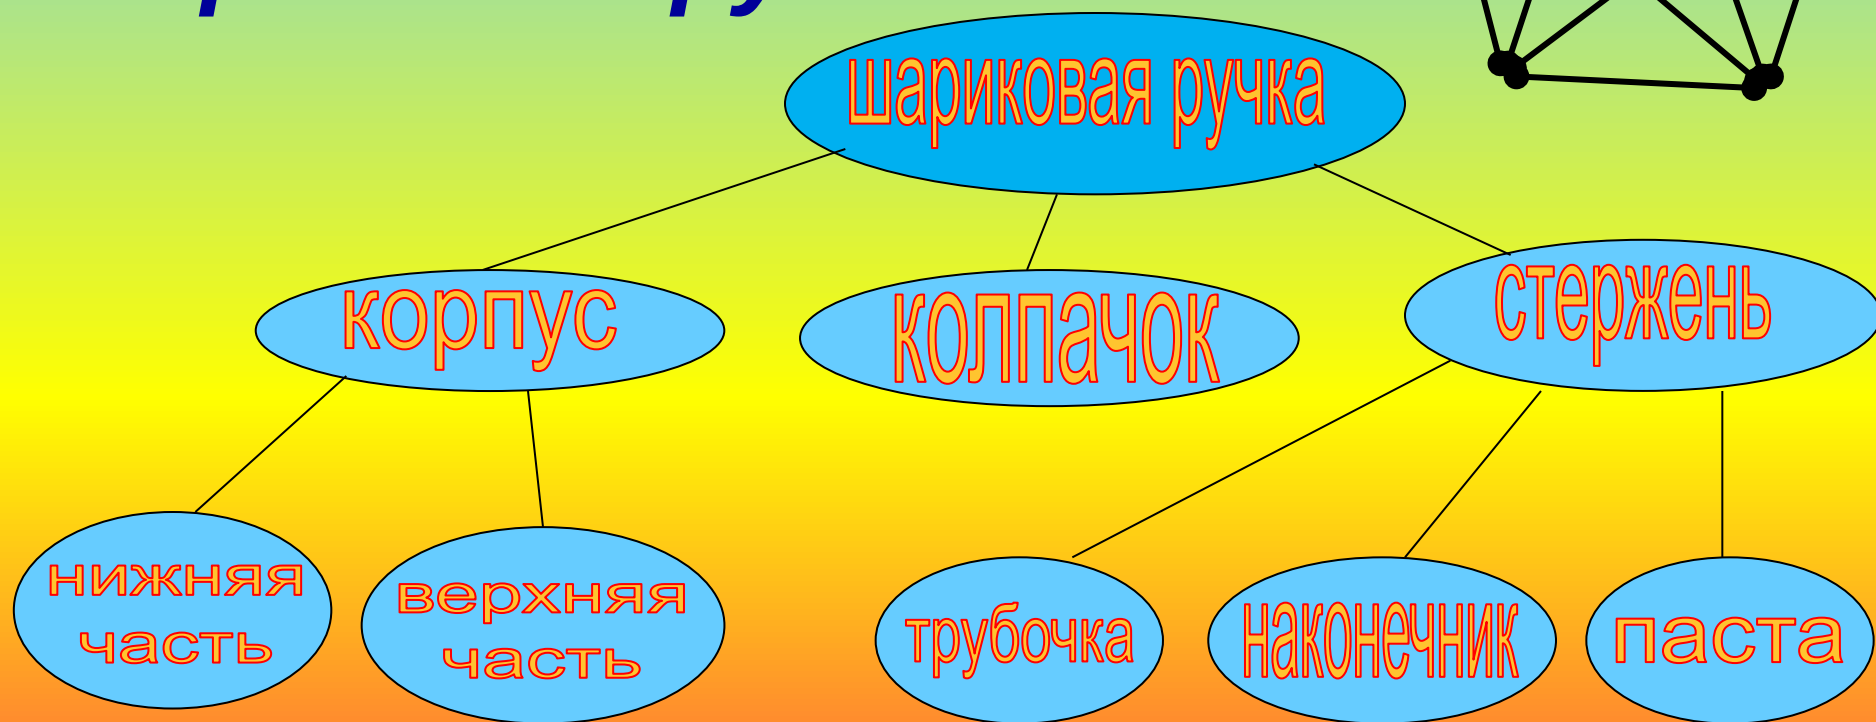 шариковая ручка
корпус
колпачок
стержень
нижняя
часть
верхняя
часть
трубочка
наконечник
паста